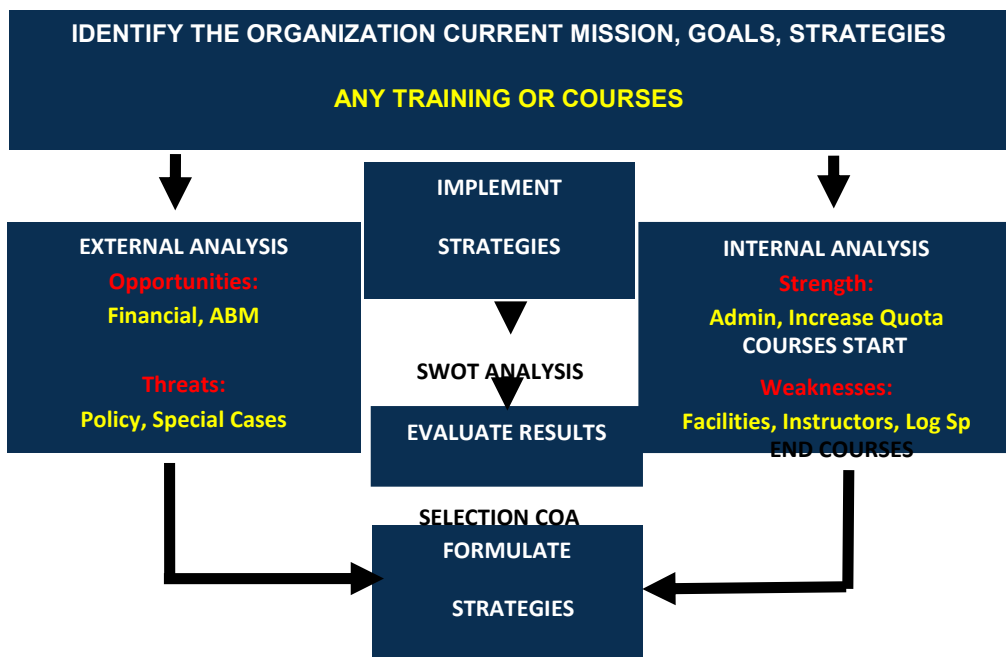 IDENTIFY THE ORGANIZATION CURRENT MISSION, GOALS, STRATEGIES
ANY TRAINING OR COURSES
EXTERNAL ANALYSIS
Opportunities:
Financial, ABM
Threats:
Policy, Special Cases
IMPLEMENT
STRATEGIES
SWOT ANALYSIS
EVALUATE RESULTS
SELECTION COA
FORMULATE
STRATEGIES
INTERNAL ANALYSIS
Strength:
Admin, Increase Quota
COURSES START
Weaknesses:
Facilities, Instructors, Log Sp
END COURSES